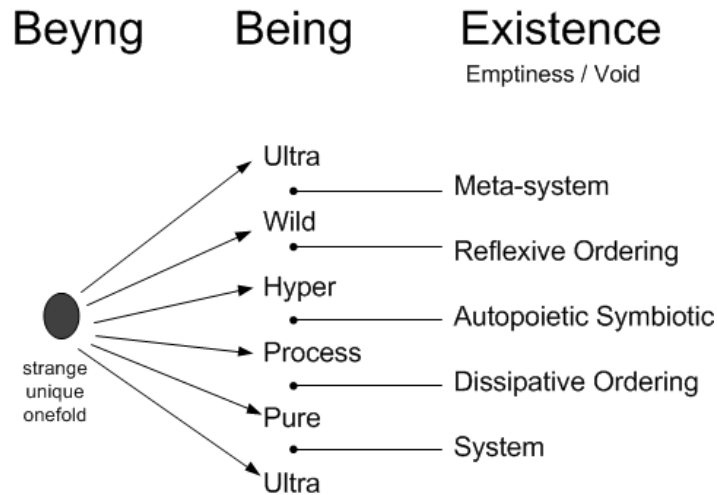 Beyng Being Existence
Emptiness / Void
Ultra
Meta-system
Wild
Reflexive Ordering
Hyper
Autopoietic Symbiotic
Process
strange
unique
onefold
Dissipative Ordering
Pure
System
Ultra